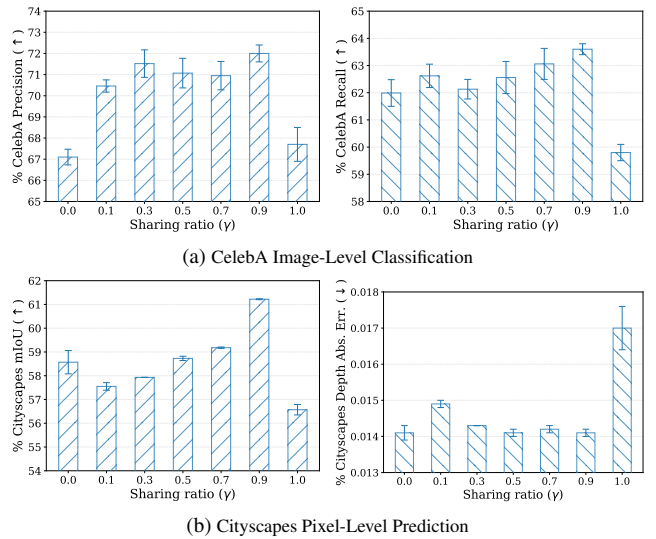 % CelebA Precision (↑)
74
73
72
71
70
69
68
67
66
65
0.0 0.1 0.3 0.5 0.7 0.9 1.0
Sharing ratio (γ)
% CelebA Recall (↑)
65
64
63
62
61
60
59
58
0.0 0.1 0.3 0.5 0.7 0.9 1.0
Sharing ratio (γ)
(a) CelebA Image-Level Classification
% Cityscapes mIoU (↑)
62
61
60
59
58
57
56
55
54
0.0 0.1 0.3 0.5 0.7 0.9 1.0
Sharing ratio (γ)
% Cityscapes Depth Abs. Err. (↓)
0.018
0.017
0.016
0.015
0.014
0.013
0.0 0.1 0.3 0.5 0.7 0.9 1.0
Sharing ratio (γ)
(b) Cityscapes Pixel-Level Prediction